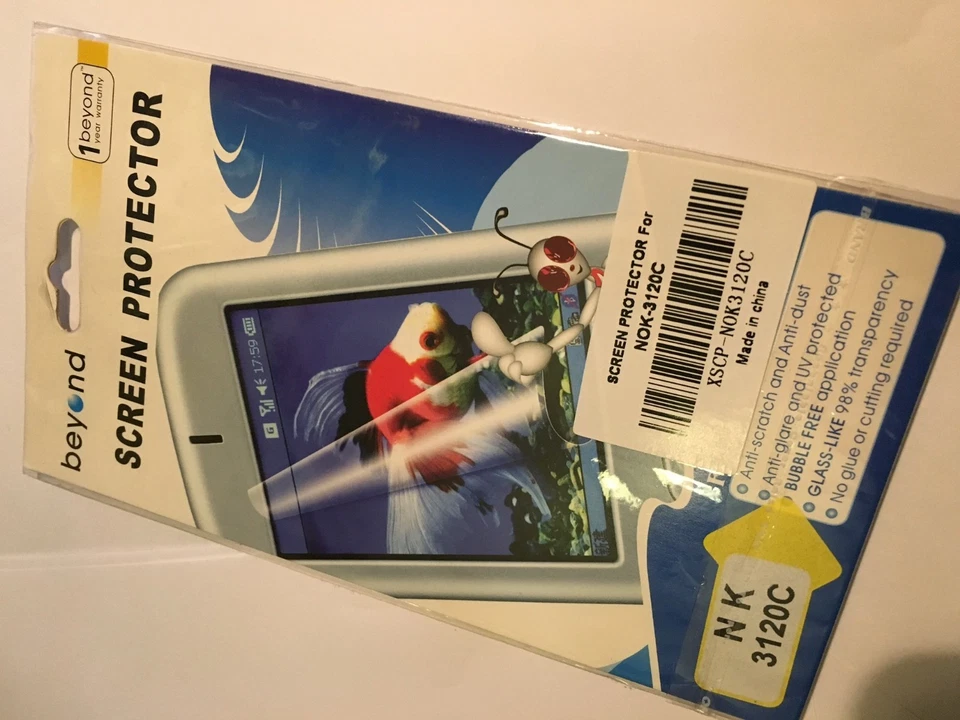 beyond
1 beyond™
year warranty
SCREEN PROTECTOR
G 17:59
SCREEN PROTECTOR For
NOK-3120C
XSCP-NOK3120C
Made in china
Anti-scratch and Anti-dust
Anti-glare and UV protected
BUBBLE FREE application
GLASS-LIKE 98% transparency
No glue or cutting required
NK
3120C